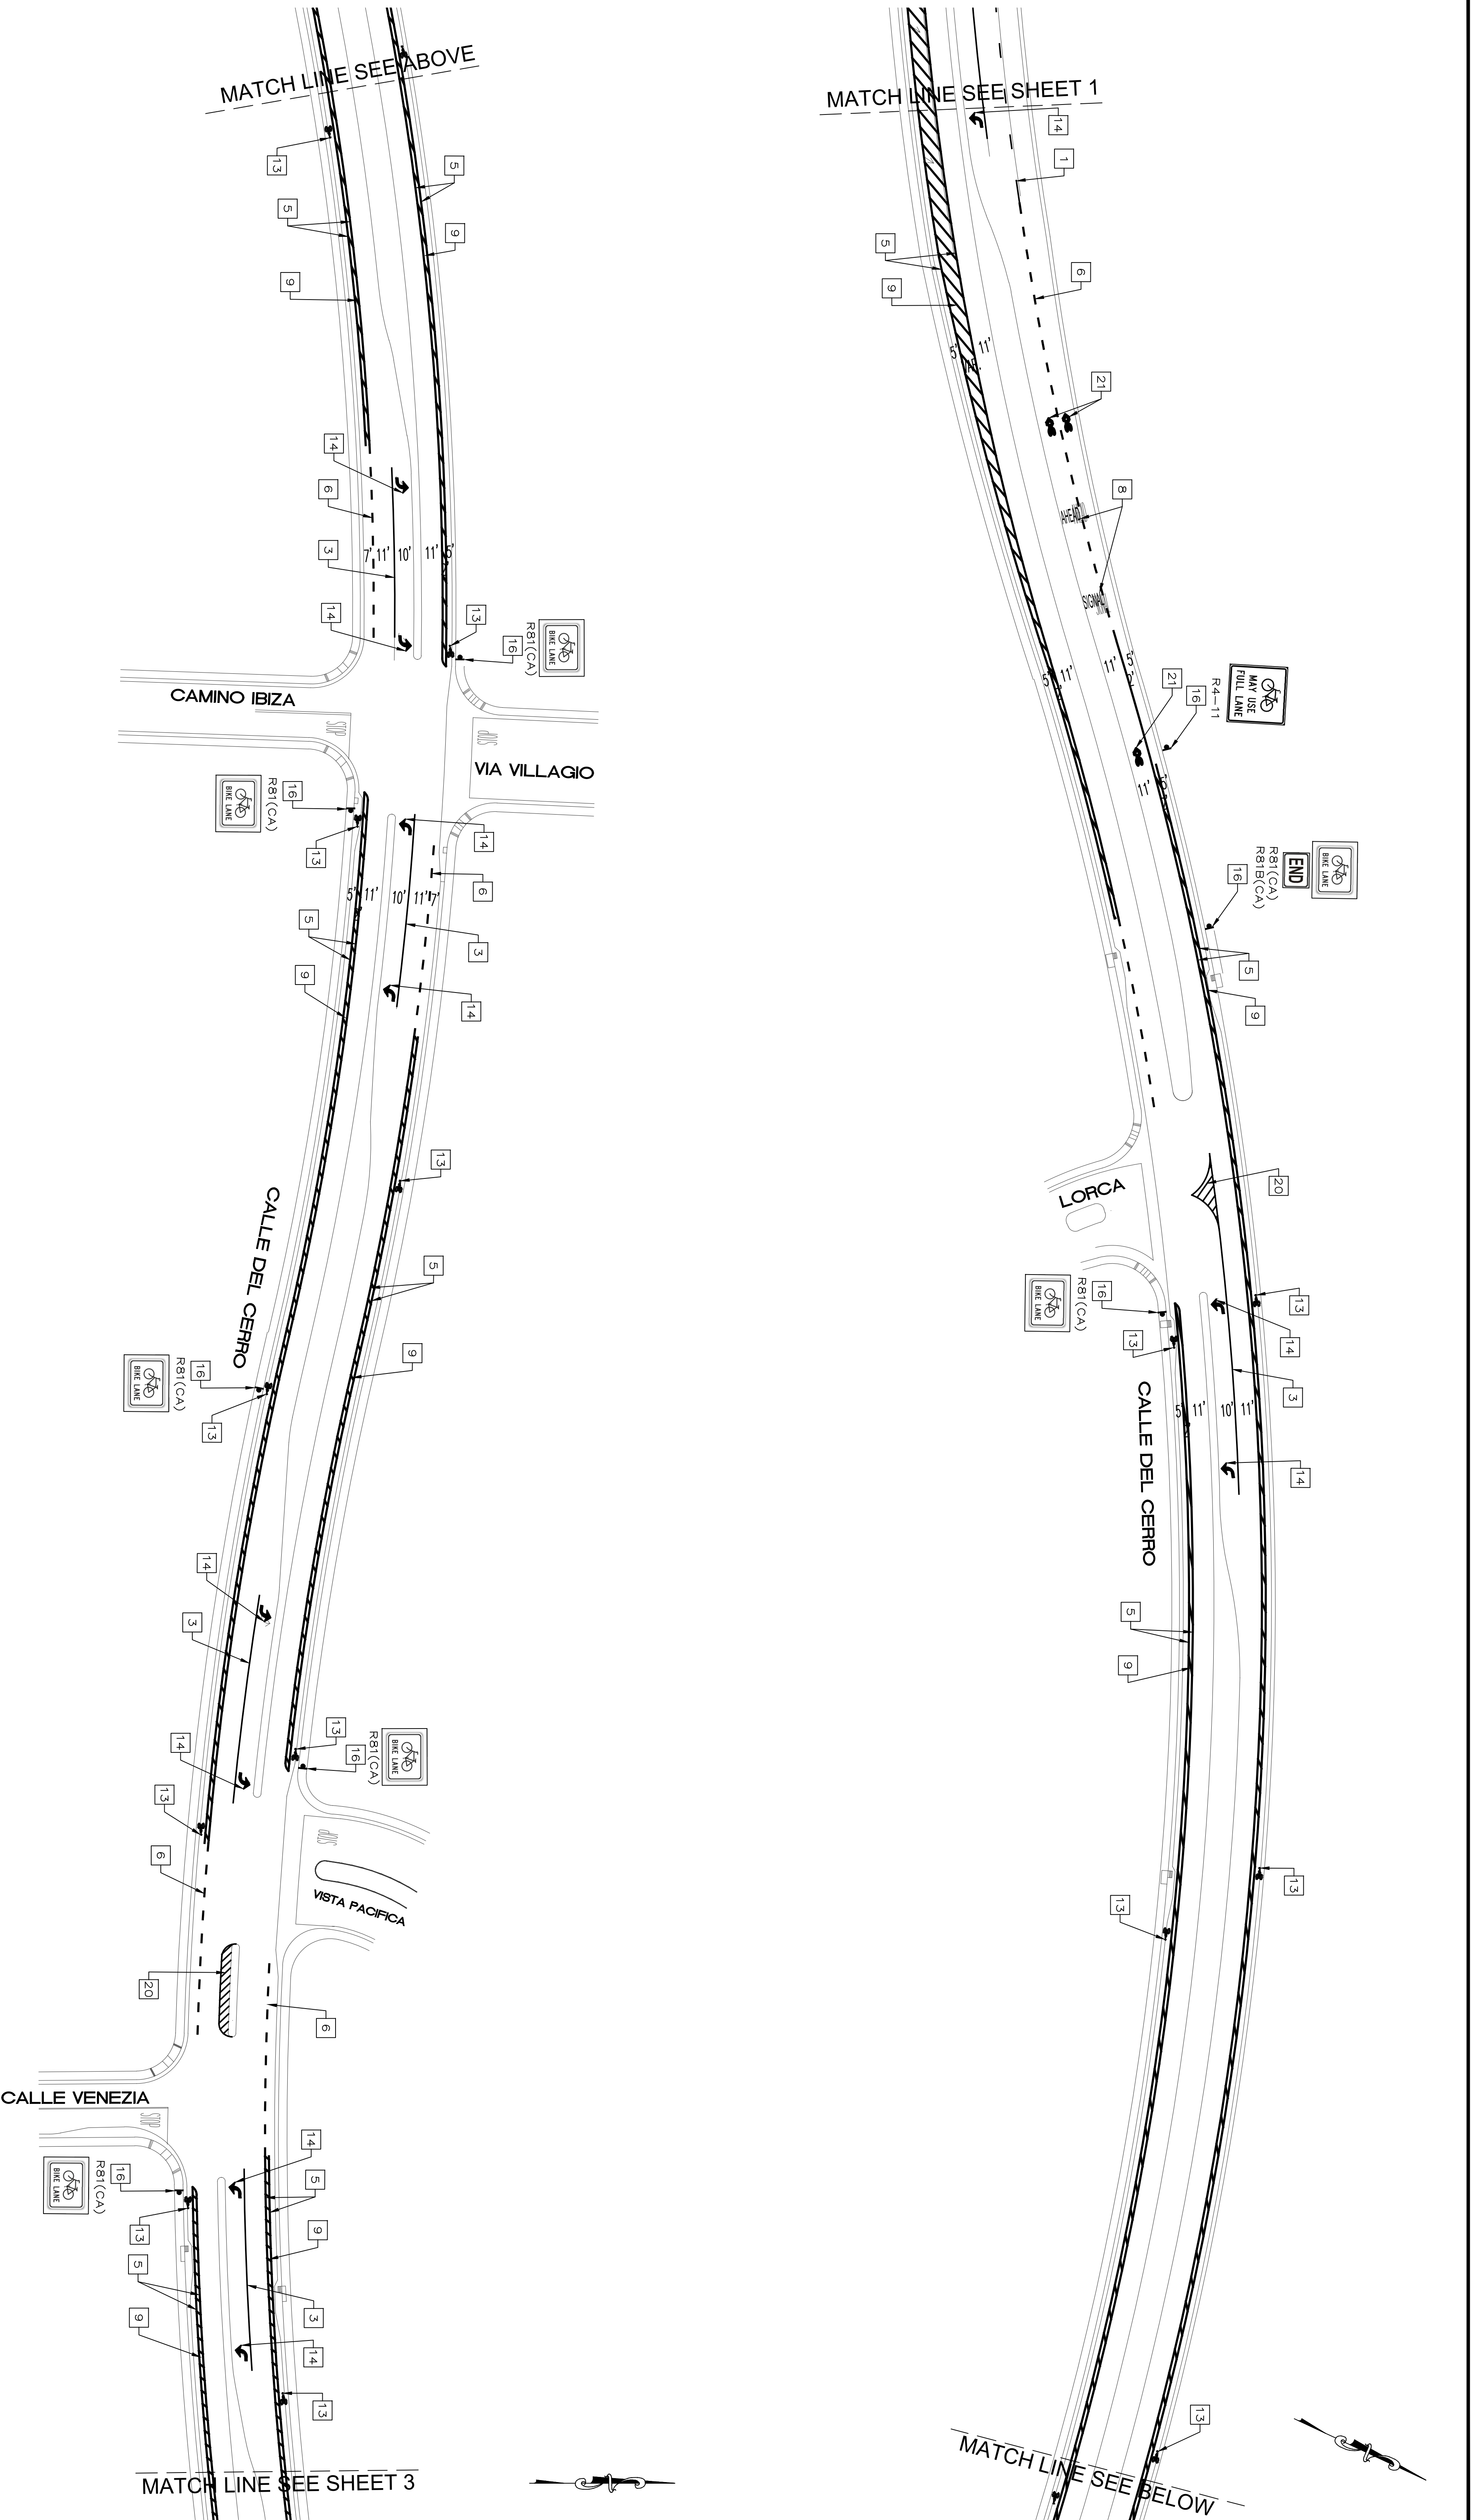 MATCH LINE SEE SHEET 1
14
1
6
5
9
5'
11'
21
8
AHEAD
SIGNAL
11'
5'
2'
5'
11'
21
16
R4-11
MAY USE
FULL LANE
11'
BIKE LANE
END
R81(CA)
R81B(CA)
16
5
9
20
LORCA
BIKE LANE
R81(CA)
16
13
13
14
3
5'
11'
10'
11'
14
CALLE DEL CERRO
5
9
13
13
13
MATCH LINE SEE BELOW
MATCH LINE SEE ABOVE
13
5
5
9
9
14
6
3
7'
11'
10'
11'
5'
14
13
16
R81(CA)
BIKE LANE
CAMINO IBIZA
STOP
STOP
VIA VILLAGIO
BIKE LANE
R81(CA)
16
13
14
6
5'
11'
10'
11'
7'
5
3
9
14
13
CALLE DEL CERRO
5
9
BIKE LANE
R81(CA)
16
13
14
3
14
13
16
R81(CA)
BIKE LANE
13
6
STOP
VISTA PACIFICA
20
6
CALLE VENEZIA
STOP
BIKE LANE
R81(CA)
16
13
14
5
9
5
3
9
14
13
MATCH LINE SEE SHEET 3